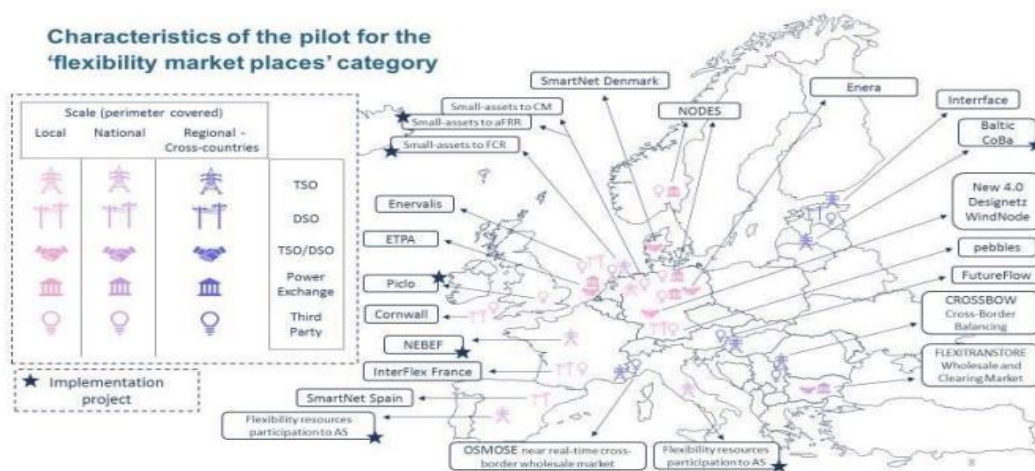 Characteristics of the pilot for the
'flexibility market places' category
Scale (perimeter covered)
Local
National
Regional -
Cross-countries
TSO
DSO
TSO/DSO
Power
Exchange
Third
Party
Implementation
project
SmartNet Denmark
Small-assets to CM
Small-assets to aFRR
Small-assets to FCR
NODES
Enera
Interrface
Baltic
CoBa
Enervalis
ETPA
Piclo
Cornwall
NEBEF
InterFlex France
SmartNet Spain
Flexibility resources
participation to AS
OSMOSE near real-time cross-
border wholesale market
Flexibility resources
participation to AS
New 4.0
Designetz
WindNode
pebbles
FutureFlow
CROSSBOW
Cross-Border
Balancing
FLEXITRANSTORE
Wholesale and
Clearing Market
8